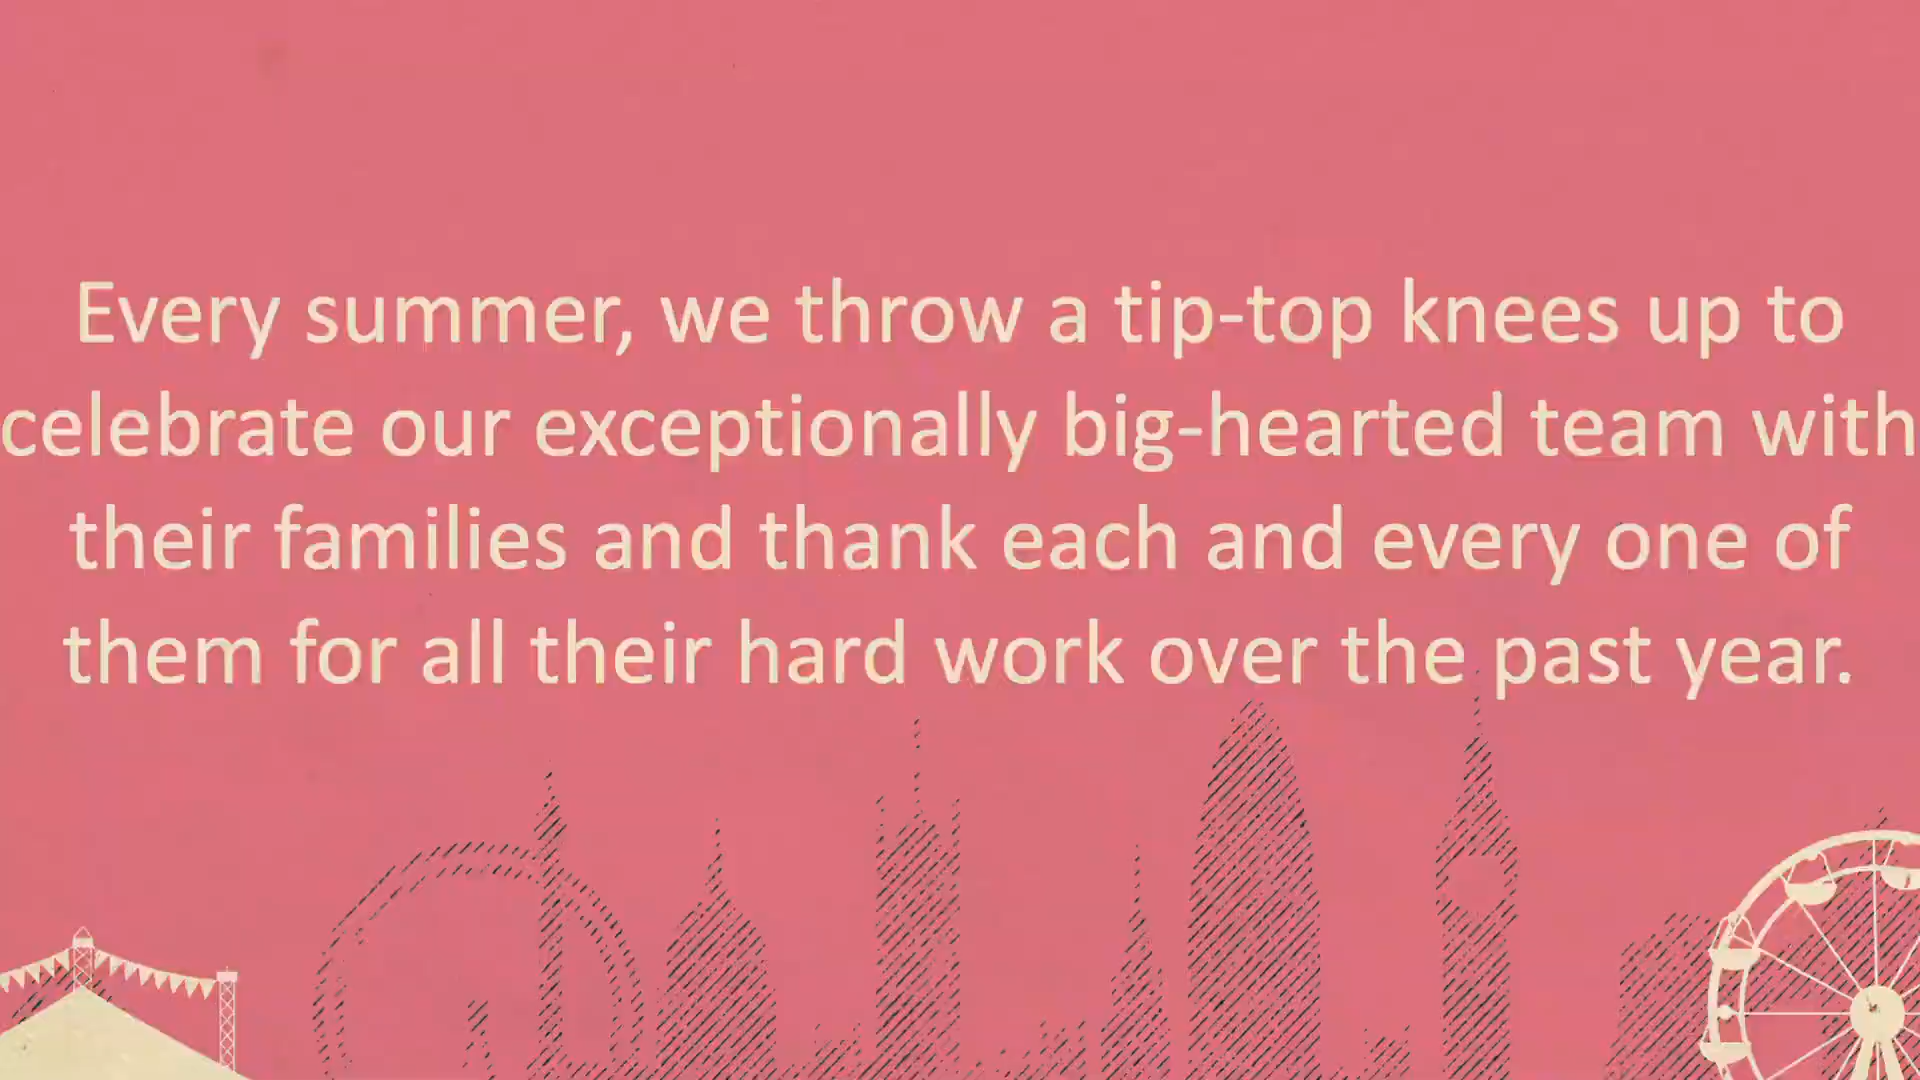 Every summer, we throw a tip-top knees up to
celebrate our exceptionally big-hearted team with
their families and thank each and every one of
them for all their hard work over the past year.